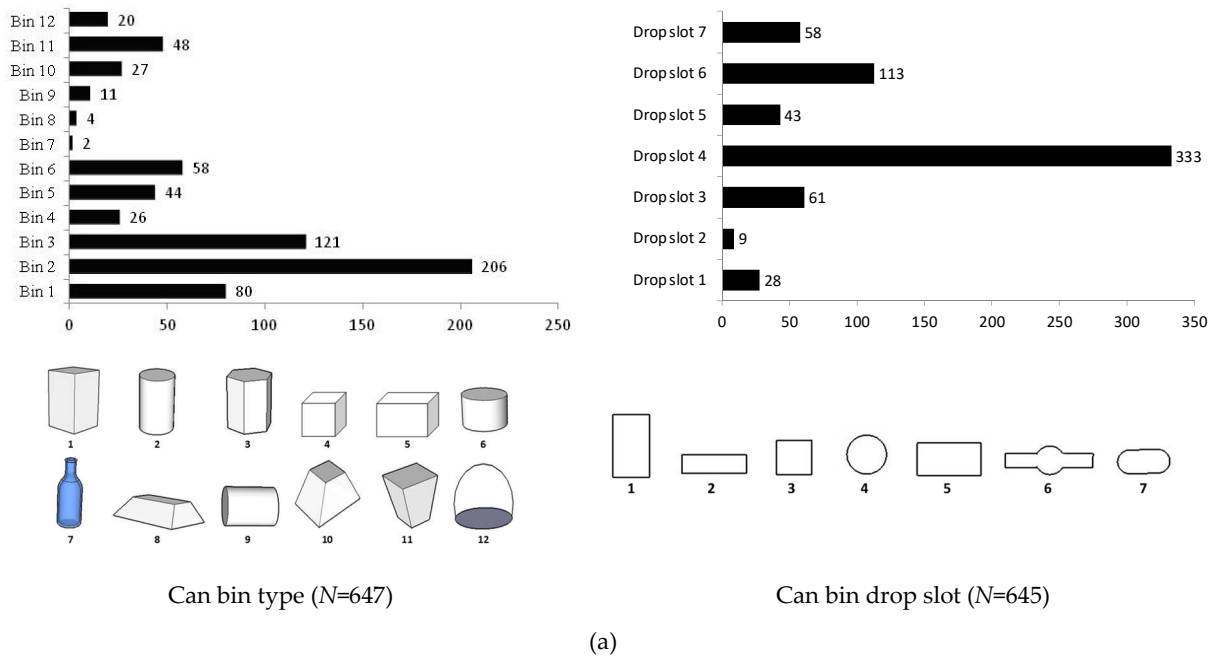 Bin 12 20
Bin 11 48
Bin 10 27
Bin 9 11
Bin 8 4
Bin 7 2
Bin 6 58
Bin 5 44
Bin 4 26
Bin 3 121
Bin 2 206
Bin 1 80
0 50 100 150 200 250
1 2 3 4 5 6
7 8 9 10 11 12
Can bin type (N=647)
Drop slot 7 58
Drop slot 6 113
Drop slot 5 43
Drop slot 4 333
Drop slot 3 61
Drop slot 2 9
Drop slot 1 28
0 50 100 150 200 250 300 350
1 2 3 4 5 6 7
Can bin drop slot (N=645)
(a)